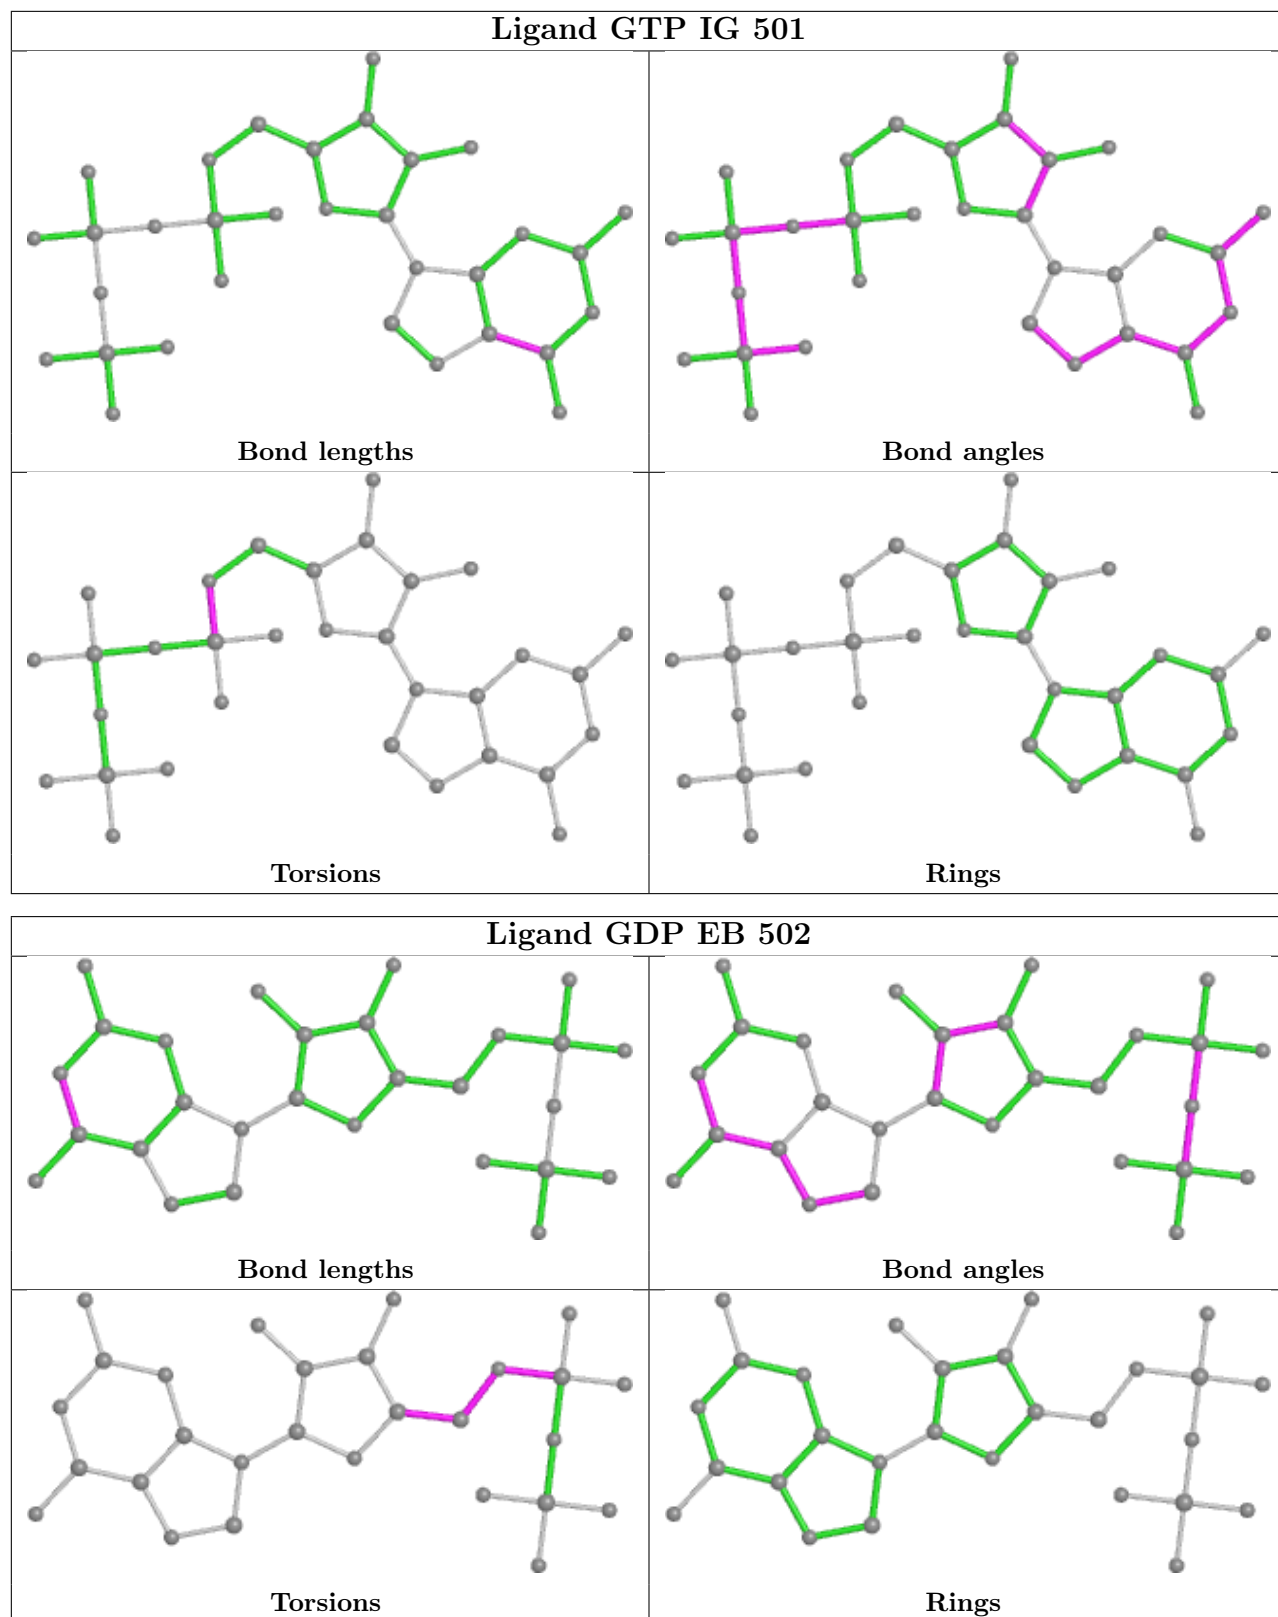 Ligand GTP IG 501
Bond lengths
Bond angles
Torsions
Rings
Ligand GDP EB 502
Bond lengths
Bond angles
Torsions
Rings